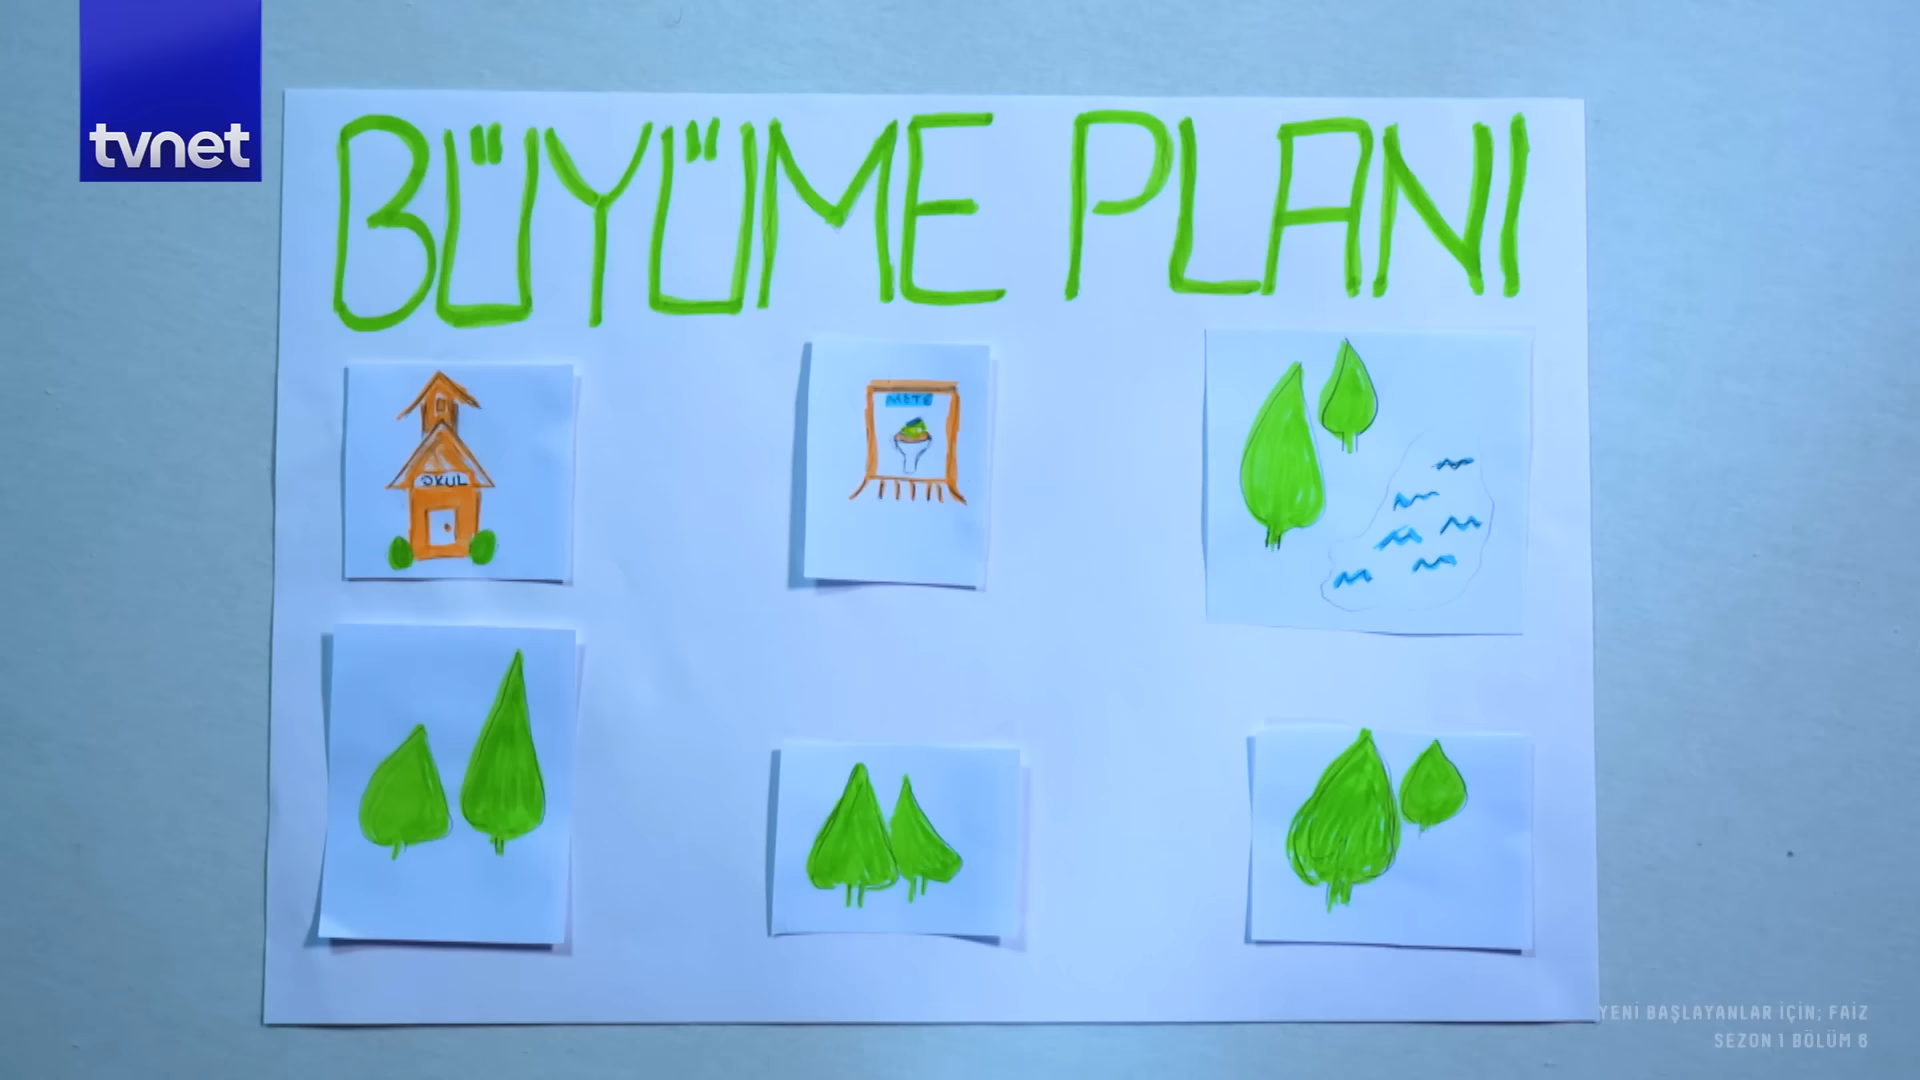 tvnet
BÜYÜME PLANI
OKUL
METE
YENİ BAŞLAYANLAR İÇİN; FAİZ
SEZON 1 BÖLÜM 6